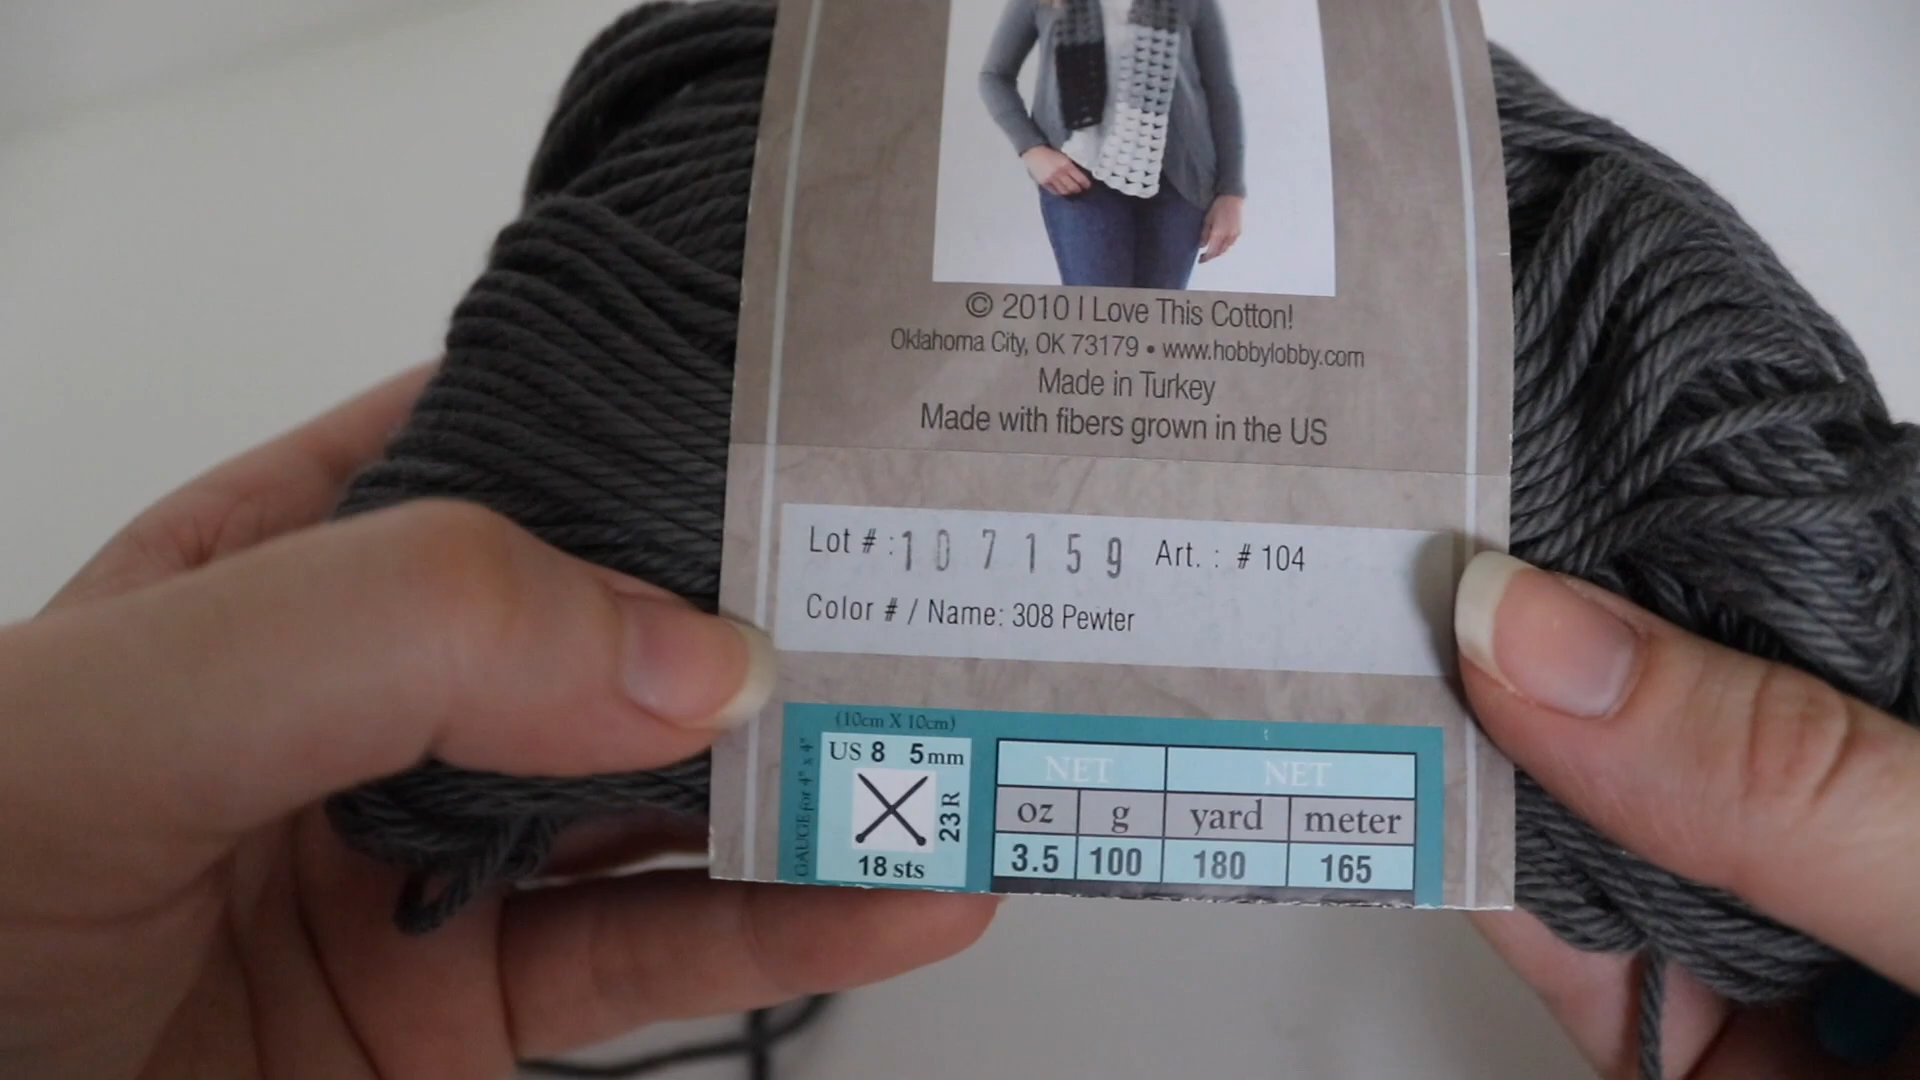 © 2010 I Love This Cotton!
Oklahoma City, OK 73179 • www.hobbylobby.com
Made in Turkey
Made with fibers grown in the US
Lot # : 107159 Art. : # 104
Color # / Name: 308 Pewter
(10cm X 10cm)
GAUGE for 4" x 4"
US 8 5mm
23 R
18 sts
NET NET
oz g yard meter
3.5 100 180 165